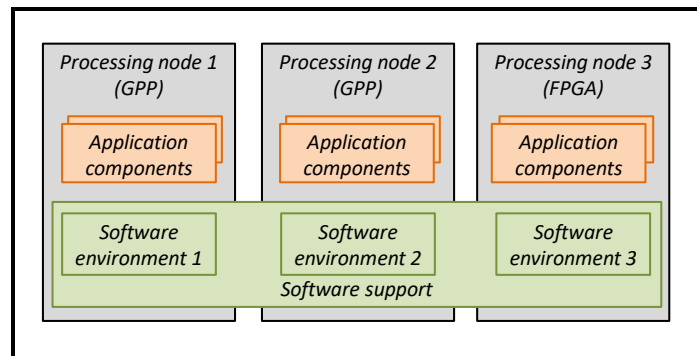 Processing node 1
(GPP)
Processing node 2
(GPP)
Processing node 3
(FPGA)
Application
components
Application
components
Application
components
Software
environment 1
Software
environment 2
Software
environment 3
Software support